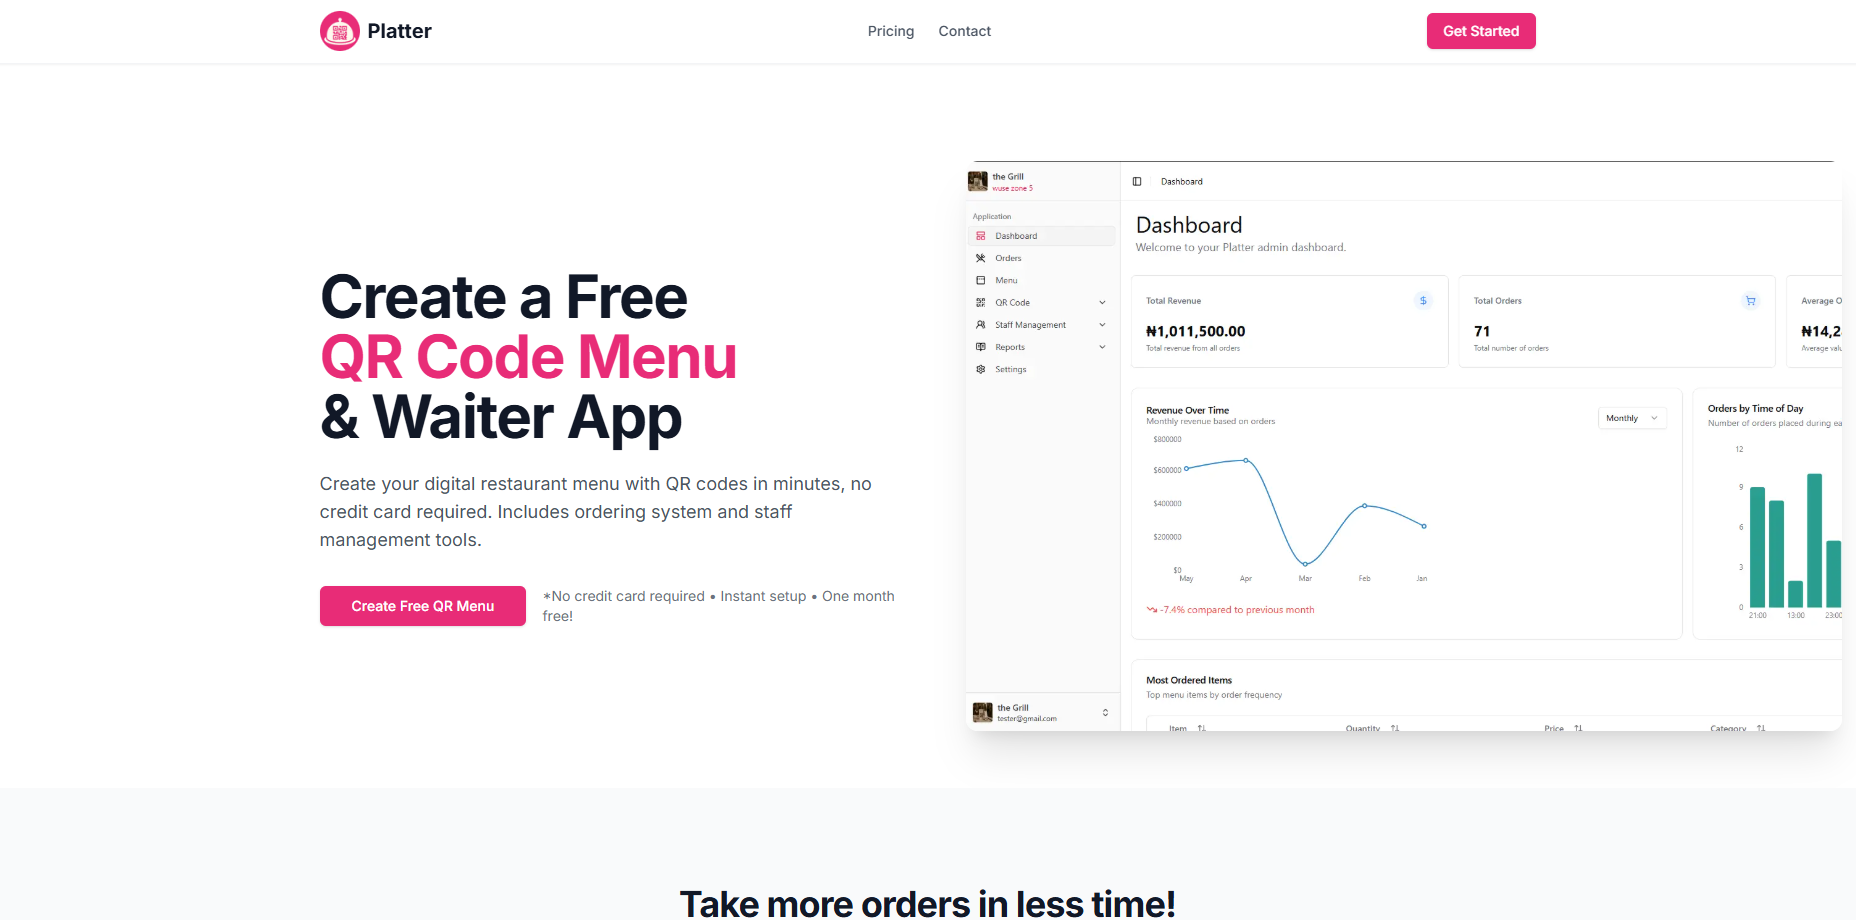 Platter
Pricing
Contact
Get Started
Create a Free
QR Code Menu
& Waiter App
Create your digital restaurant menu with QR codes in minutes, no
credit card required. Includes ordering system and staff
management tools.
Create Free QR Menu
*No credit card required • Instant setup • One month
free!
the Grill
wuse zone 5
Application
Dashboard
Orders
Menu
QR Code
Staff Management
Reports
Settings
the Grill
tester@gmail.com
Dashboard
Dashboard
Welcome to your Platter admin dashboard.
Total Revenue
₦1,011,500.00
Total revenue from all orders
Total Orders
71
Total number of orders
Average O
₦14,2
Average valu
Revenue Over Time
Monthly revenue based on orders
Monthly
$800000
$600000
$400000
$200000
$0
May Apr Mar Feb Jan
-7.4% compared to previous month
Orders by Time of Day
Number of orders placed during ea
12
9
6
3
0
21:00 13:00 23:00
Most Ordered Items
Top menu items by order frequency
Item Quantity Price Category
Take more orders in less time!